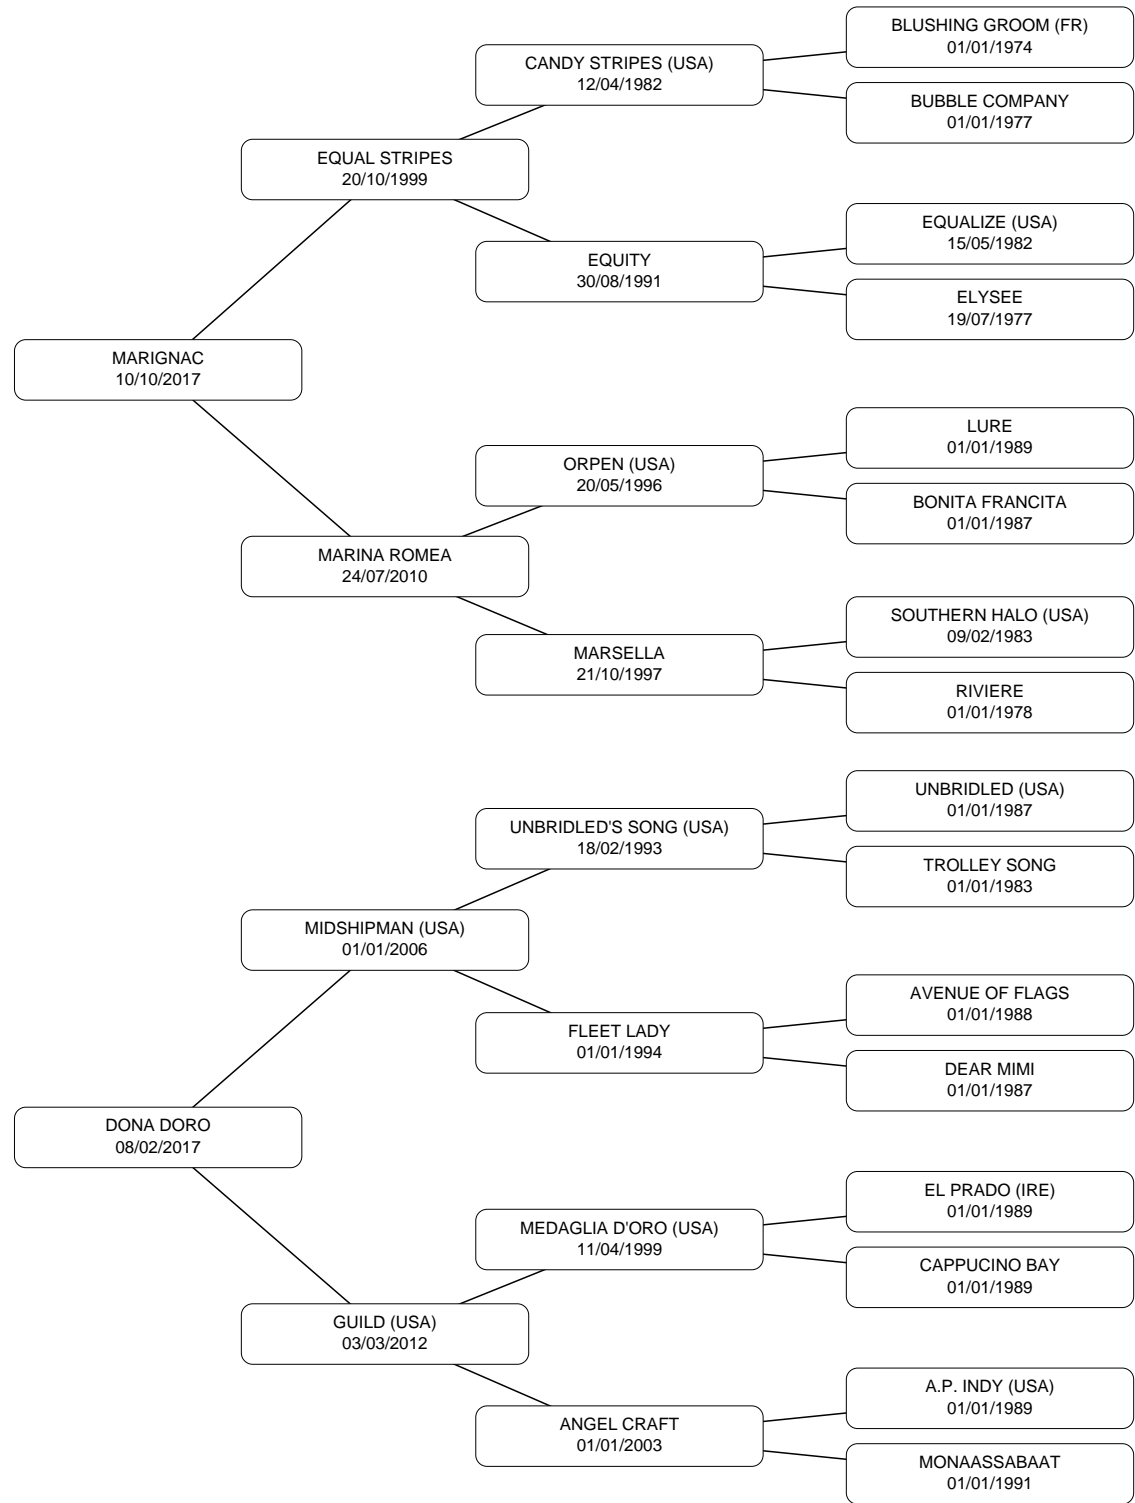 BLUSHING GROOM (FR)
01/01/1974
CANDY STRIPES (USA)
12/04/1982
BUBBLE COMPANY
01/01/1977
EQUAL STRIPES
20/10/1999
EQUALIZE (USA)
15/05/1982
EQUITY
30/08/1991
ELYSEE
19/07/1977
MARIGNAC
10/10/2017
LURE
01/01/1989
ORPEN (USA)
20/05/1996
BONITA FRANCITA
01/01/1987
MARINA ROMEA
24/07/2010
SOUTHERN HALO (USA)
09/02/1983
MARSELLA
21/10/1997
RIVIERE
01/01/1978
UNBRIDLED (USA)
01/01/1987
UNBRIDLED'S SONG (USA)
18/02/1993
TROLLEY SONG
01/01/1983
MIDSHIPMAN (USA)
01/01/2006
AVENUE OF FLAGS
01/01/1988
FLEET LADY
01/01/1994
DEAR MIMI
01/01/1987
DONA DORO
08/02/2017
EL PRADO (IRE)
01/01/1989
MEDAGLIA D'ORO (USA)
11/04/1999
CAPPUCINO BAY
01/01/1989
GUILD (USA)
03/03/2012
A.P. INDY (USA)
01/01/1989
ANGEL CRAFT
01/01/2003
MONAASSABAAT
01/01/1991